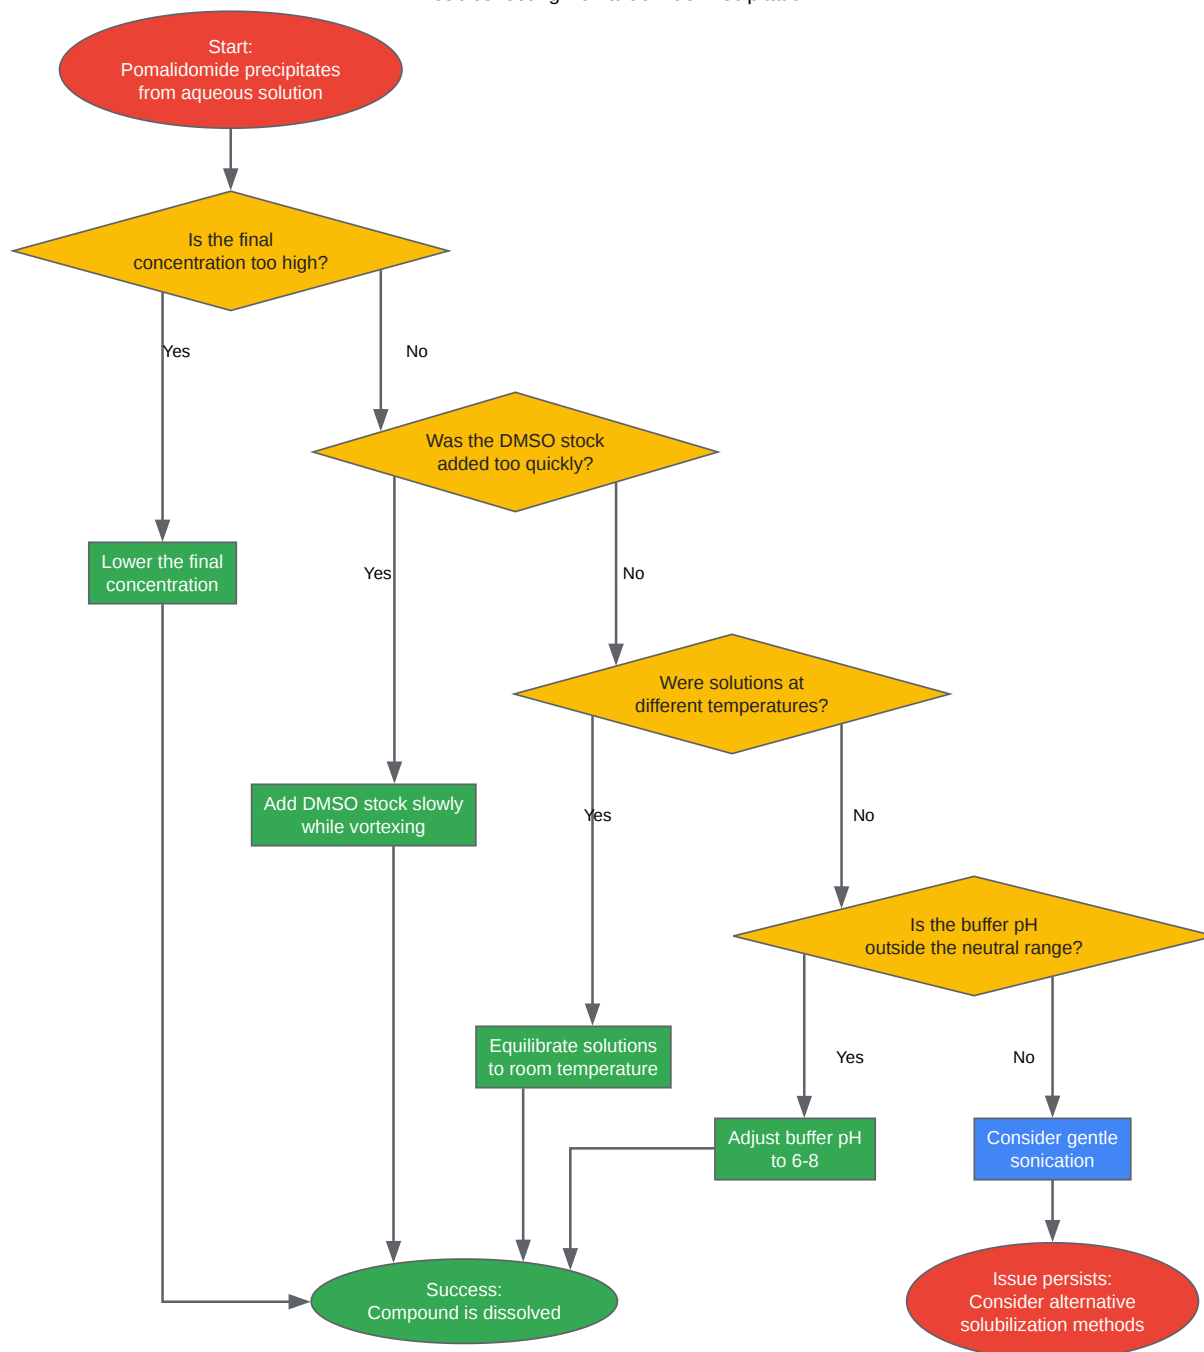 Start:
Pomalidomide precipitates
from aqueous solution
Is the final
concentration too high?
Yes
No
Was the DMSO stock
added too quickly?
Lower the final
concentration
Yes
No
Were solutions at
different temperatures?
Add DMSO stock slowly
while vortexing
Yes
No
Is the buffer pH
outside the neutral range?
Equilibrate solutions
to room temperature
Yes
No
Adjust buffer pH
to 6-8
Consider gentle
sonication
Success:
Compound is dissolved
Issue persists:
Consider alternative
solubilization methods